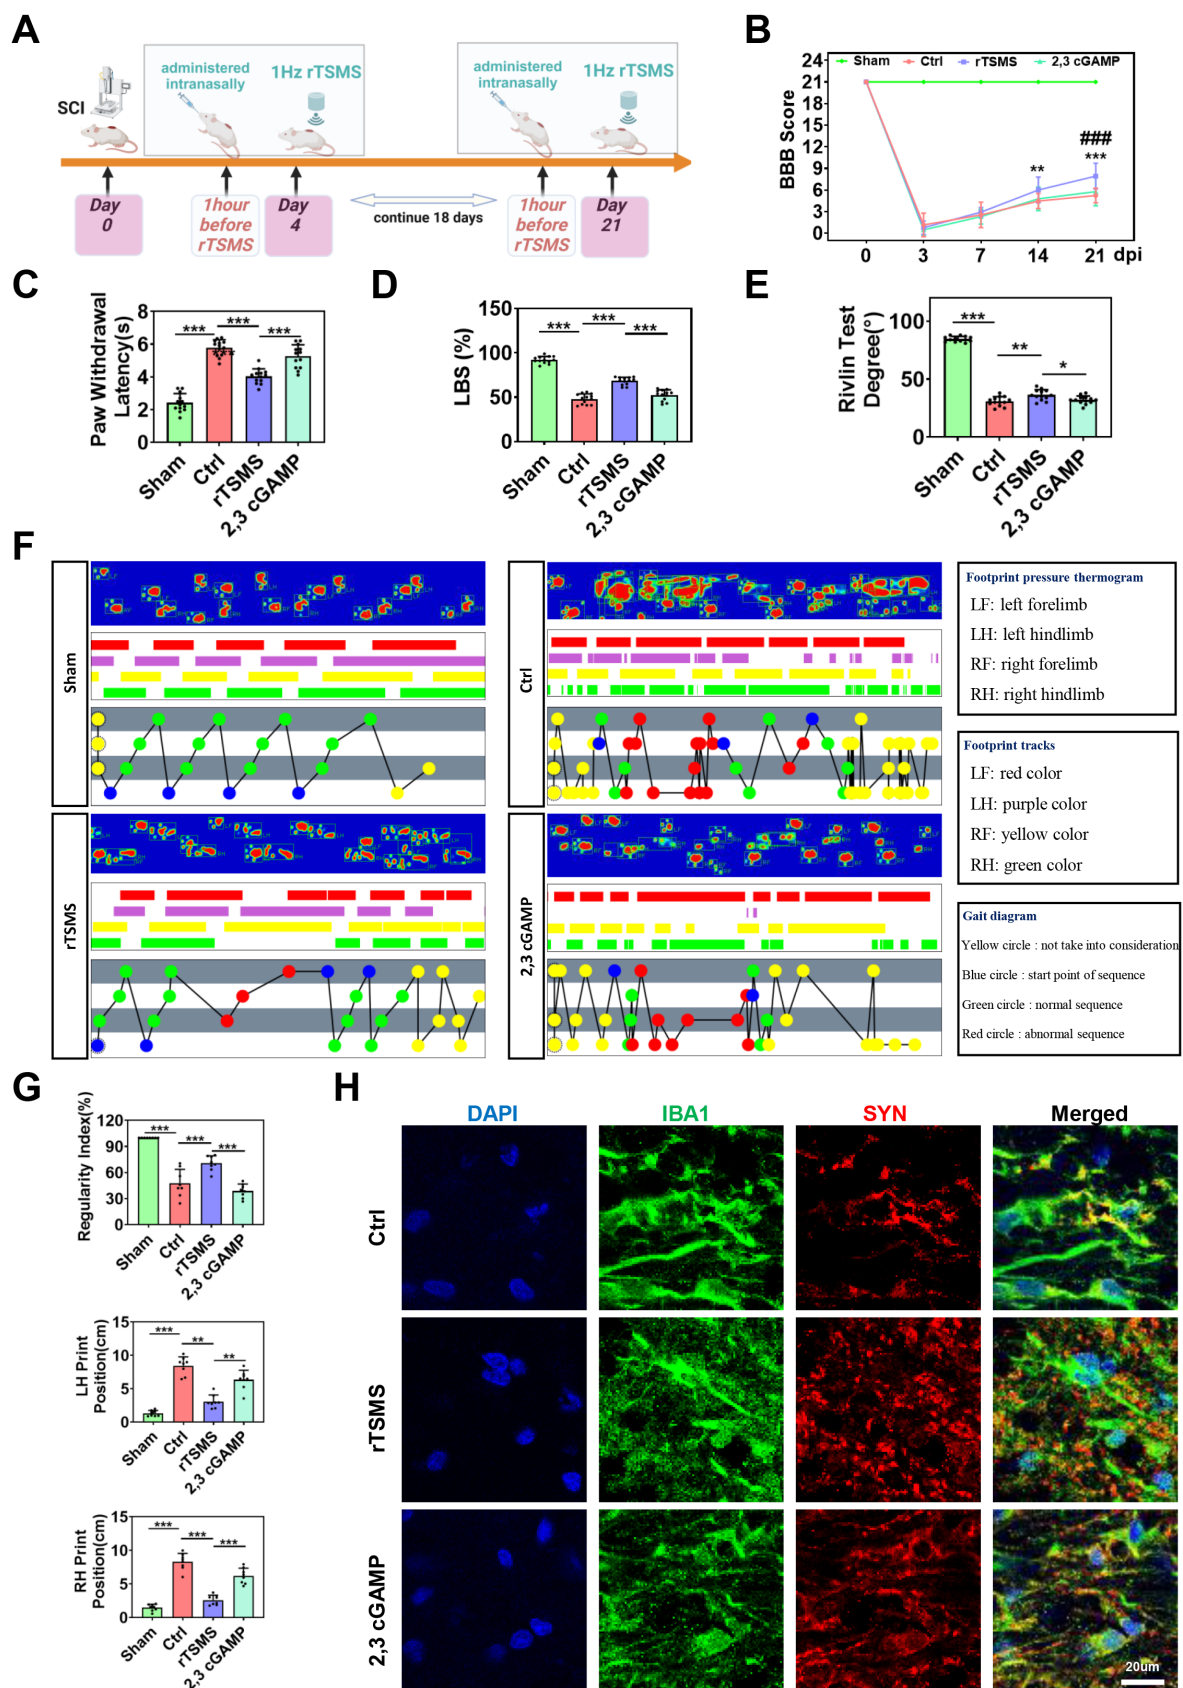 A
SCI
administered
intranasally
1Hz rTSMS
administered
intranasally
1Hz rTSMS
Day
0
1hour
before
rTSMS
Day
4
continue 18 days
1hour
before
rTSMS
Day
21
B
BBB Score
24
21
18
15
12
9
6
3
0
Sham
Ctrl
rTSMS
2,3 cGAMP
**
###
***
0
3
7
14
21
dpi
C
Paw Withdrawal
Latency(s)
8
6
4
2
0
***
***
***
Sham
Ctrl
rTSMS
2,3 cGAMP
D
LBS (%)
150
100
50
0
***
***
***
Sham
Ctrl
rTSMS
2,3 cGAMP
E
Rivlin Test
Degree(°)
100
50
0
***
**
*
Sham
Ctrl
rTSMS
2,3 cGAMP
F
Sham
Ctrl
rTSMS
2,3 cGAMP
Footprint pressure thermogram
LF: left forelimb
LH: left hindlimb
RF: right forelimb
RH: right hindlimb
Footprint tracks
LF: red color
LH: purple color
RF: yellow color
RH: green color
Gait diagram
Yellow circle : not take into consideration
Blue circle : start point of sequence
Green circle : normal sequence
Red circle : abnormal sequence
G
Regularity Index(%)
120
90
60
30
0
***
***
***
Sham
Ctrl
rTSMS
2,3 cGAMP
LH Print
Position(cm)
15
10
5
0
***
**
**
Sham
Ctrl
rTSMS
2,3 cGAMP
RH Print
Position(cm)
15
10
5
0
***
***
***
Sham
Ctrl
rTSMS
2,3 cGAMP
H
DAPI
IBA1
SYN
Merged
Ctrl
rTSMS
2,3 cGAMP
20um